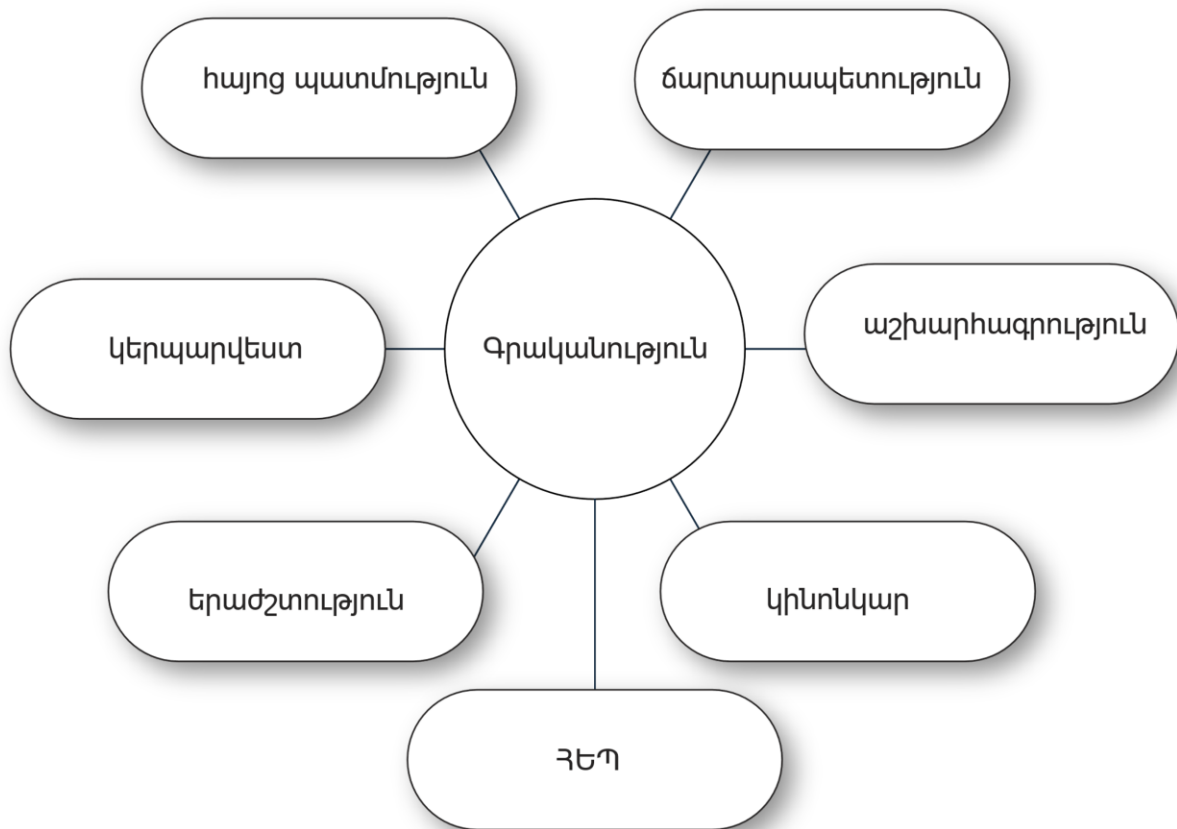 հայոց պատմություն
ճարտարապետություն
կերպարվեստ
Գրականություն
աշխարհագրություն
երաժշտություն
կինոնկար
ՀԵՊ